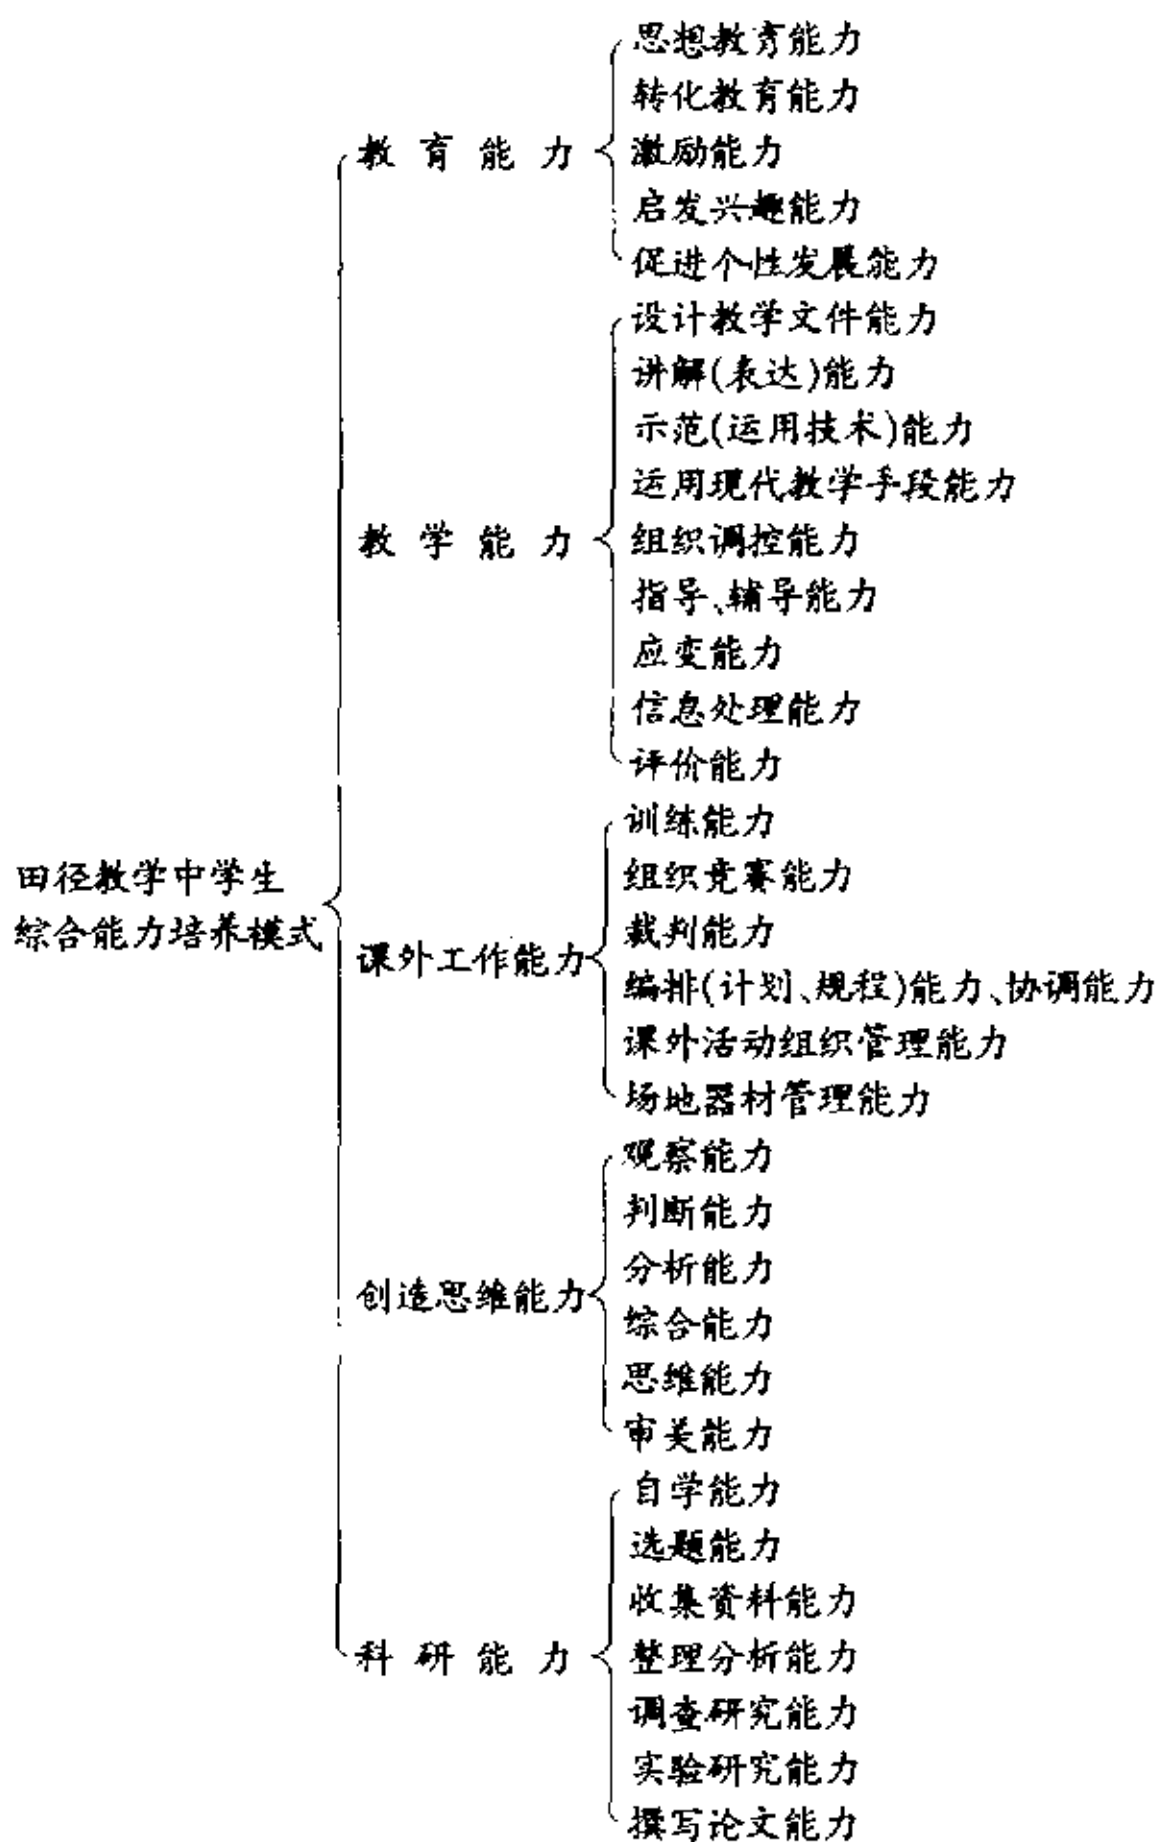 田径教学中学生
综合能力培养模式
教育能力
思想教育能力
转化教育能力
激励能力
启发兴趣能力
促进个性发展能力
教学能力
设计教学文件能力
讲解(表达)能力
示范(运用技术)能力
运用现代教学手段能力
组织调控能力
指导、辅导能力
应变能力
信息处理能力
评价能力
课外工作能力
训练能力
组织竞赛能力
裁判能力
编排(计划、规程)能力、协调能力
课外活动组织管理能力
场地器材管理能力
创造思维能力
观察能力
判断能力
分析能力
综合能力
思维能力
审美能力
科研能力
自学能力
选题能力
收集资料能力
整理分析能力
调查研究能力
实验研究能力
撰写论文能力